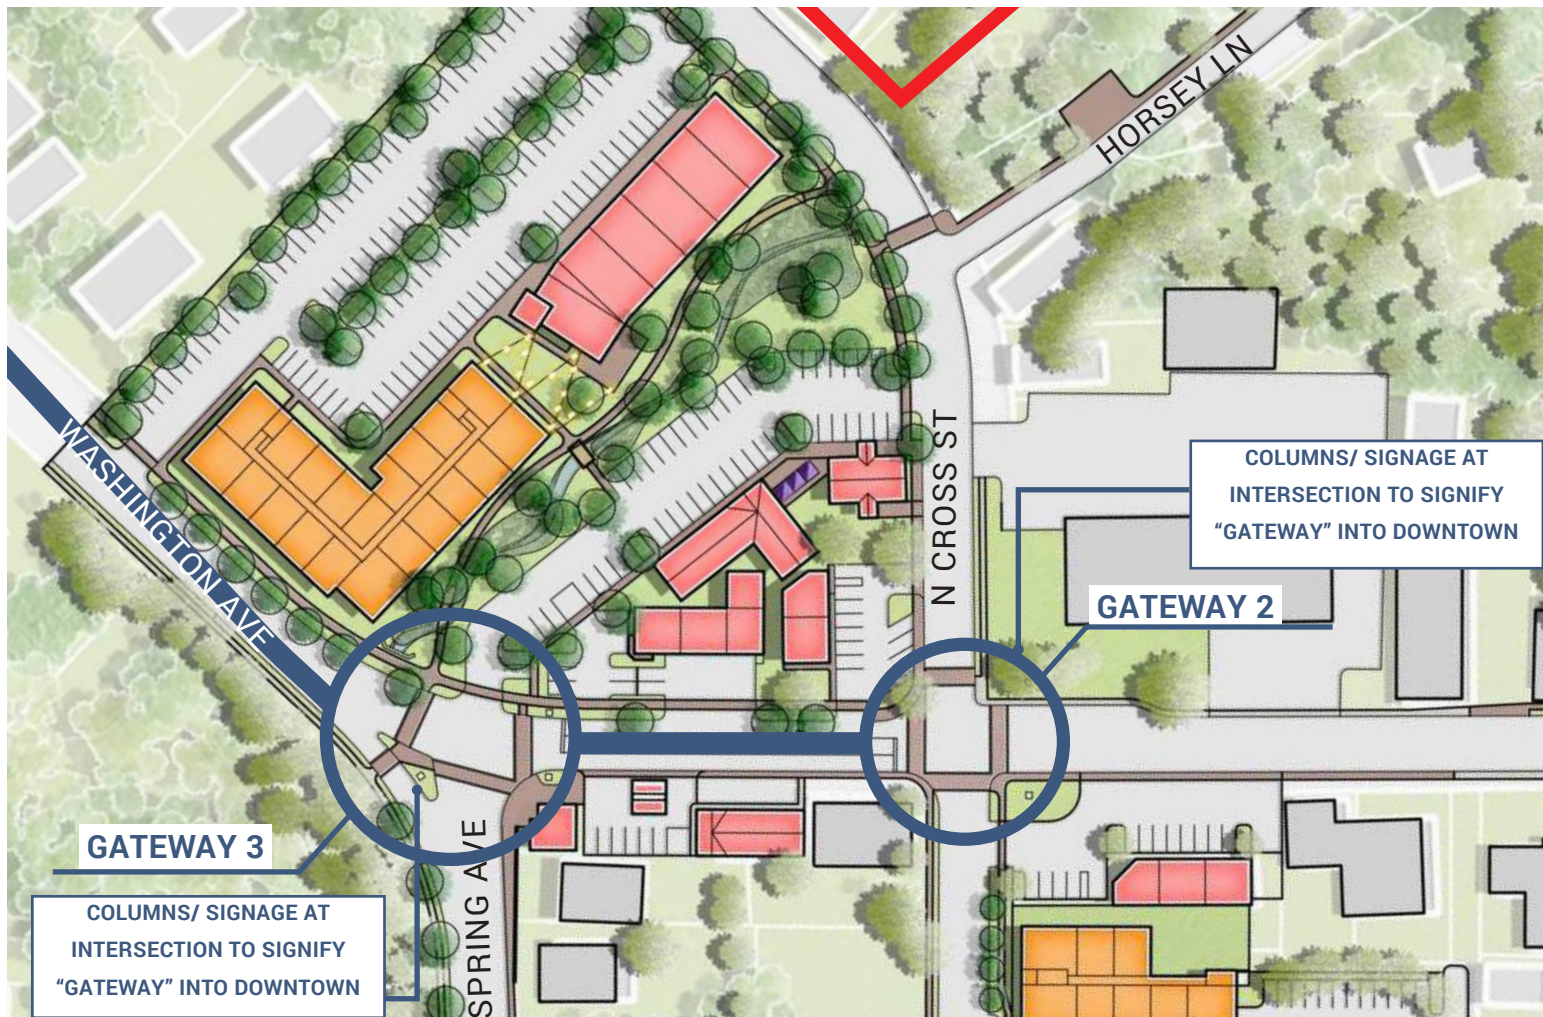 HORSEY LN
WASHINGTON AVE
N CROSS ST
COLUMNS/ SIGNAGE AT
INTERSECTION TO SIGNIFY
“GATEWAY” INTO DOWNTOWN
GATEWAY 2
GATEWAY 3
SPRING AVE
COLUMNS/ SIGNAGE AT
INTERSECTION TO SIGNIFY
“GATEWAY” INTO DOWNTOWN